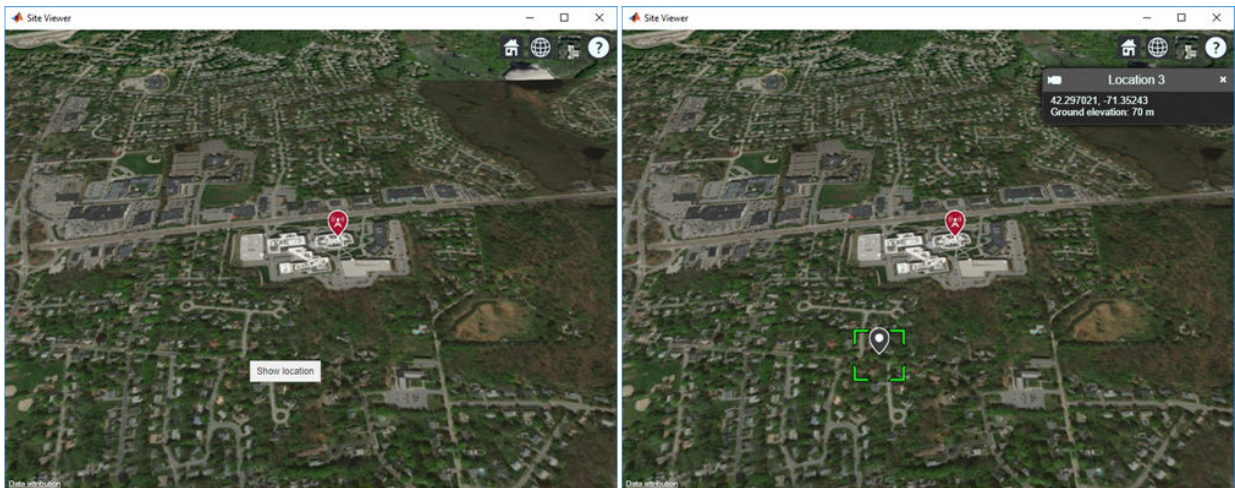 Site Viewer
?
Show location
Data attribution
Site Viewer
?
Location 3
42.297021, -71.35243
Ground elevation: 70 m
Data attribution